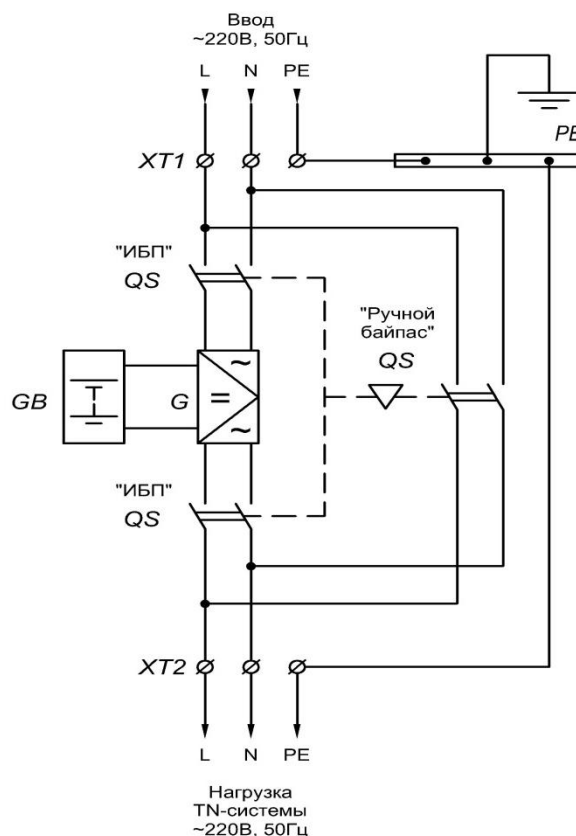 Ввод
~220В, 50Гц
L N PE
XT1
PE
"ИБП"
QS
"Ручной
байпас"
QS
GB
G
=
~
~
"ИБП"
QS
XT2
L N PE
Нагрузка
TN-системы
~220В, 50Гц